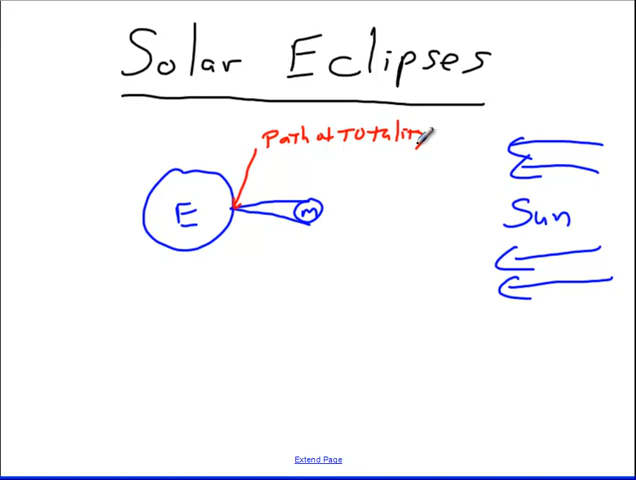 Solar Eclipses
Path of Totality
E
m
Sun
Extend Page